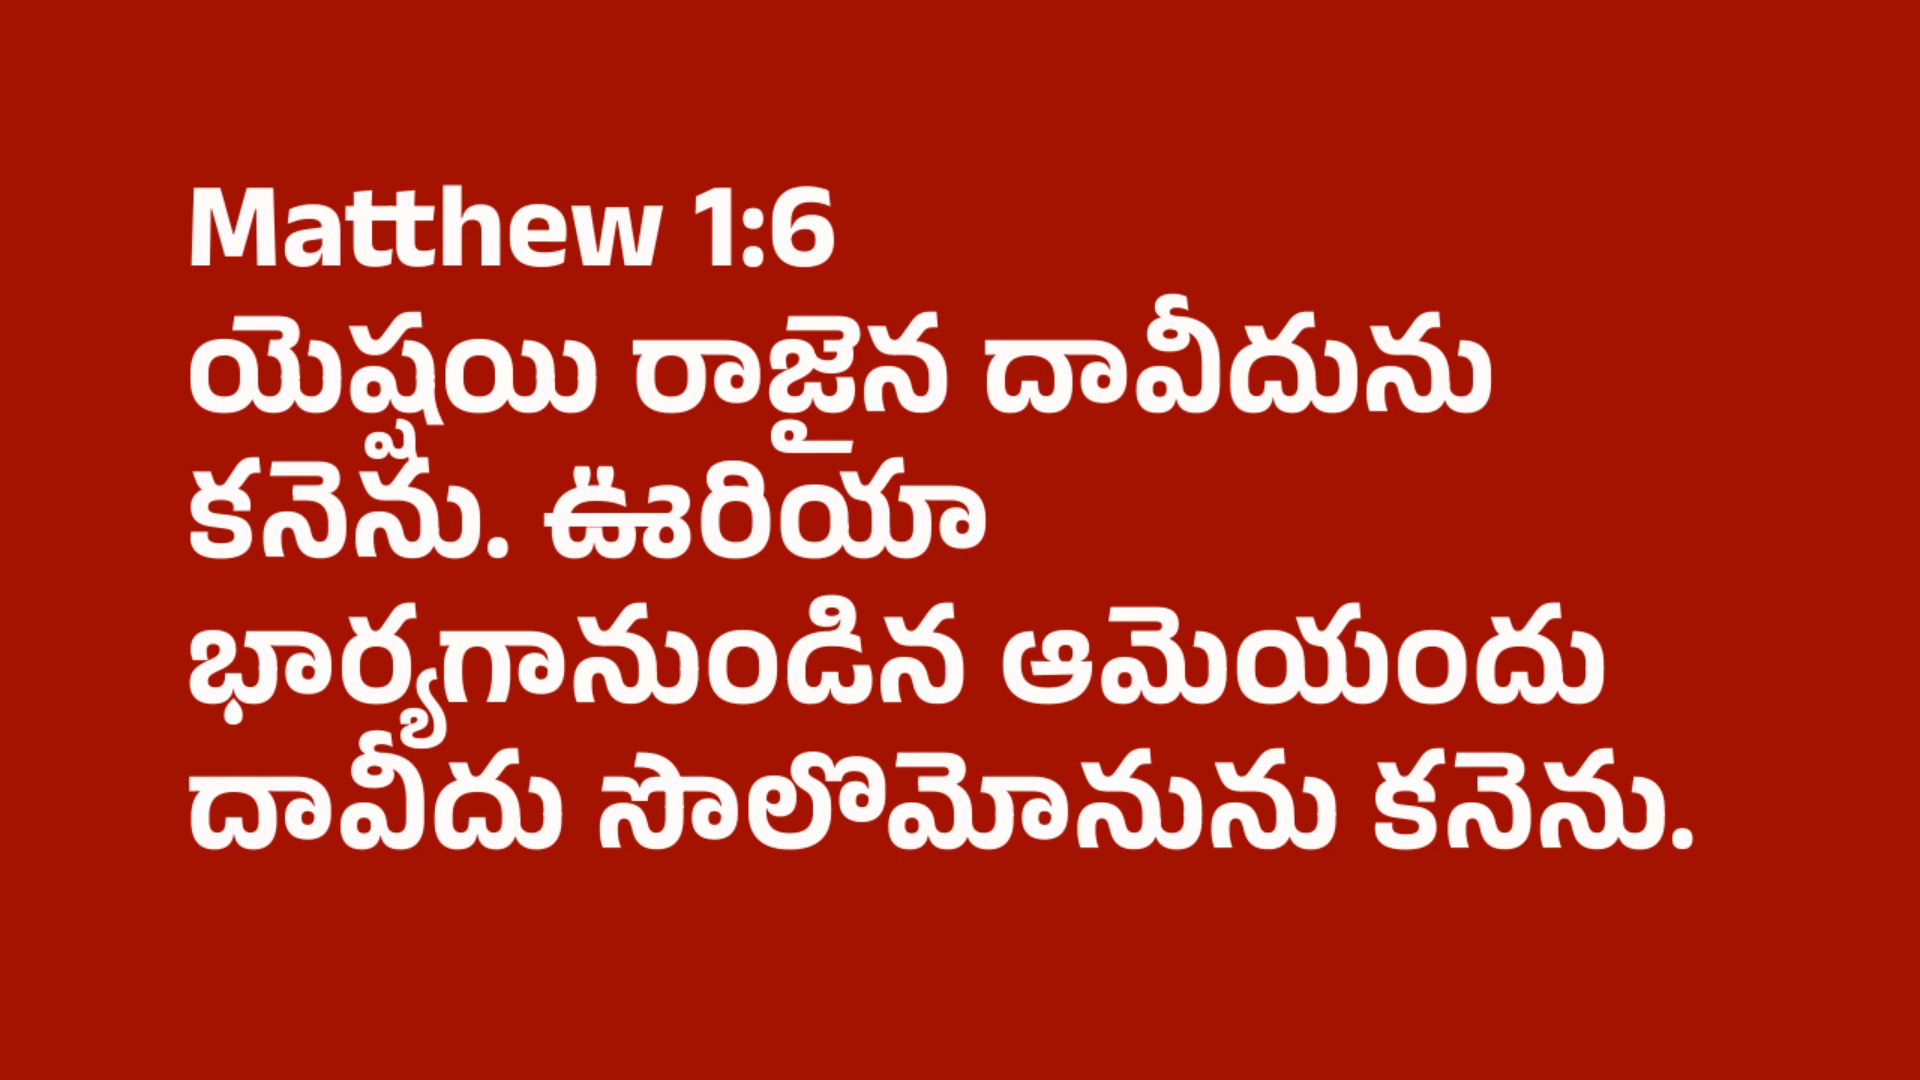 Matthew 1:6
యెష్షయి రాజైన దావీదును
కనెను. ఊరియా
భార్యగానుండిన ఆమెయందు
దావీదు సొలొమోనును కనెను.